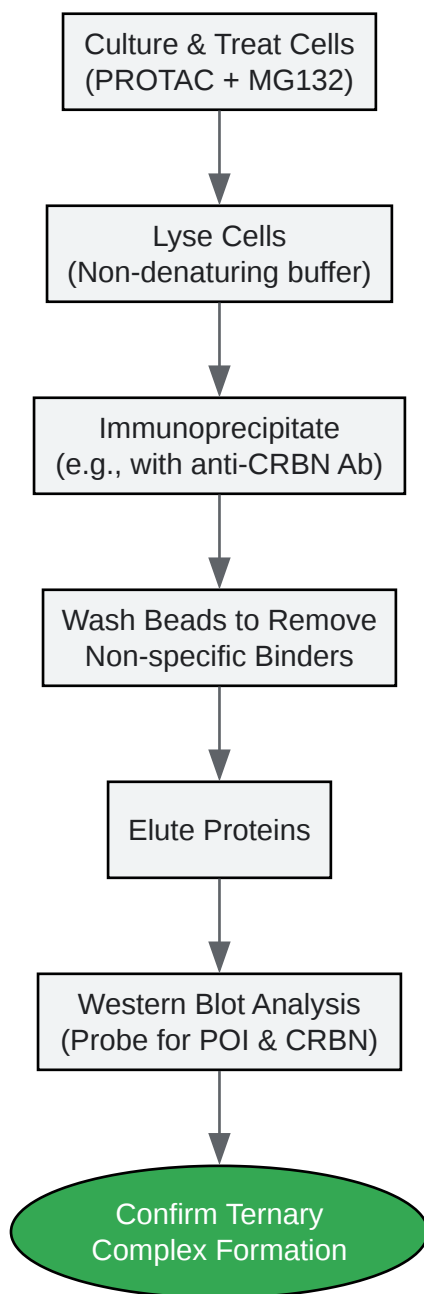 Culture & Treat Cells
(PROTAC + MG132)
Lyse Cells
(Non-denaturing buffer)
Immunoprecipitate
(e.g., with anti-CRBN Ab)
Wash Beads to Remove
Non-specific Binders
Elute Proteins
Western Blot Analysis
(Probe for POI & CRBN)
Confirm Ternary
Complex Formation